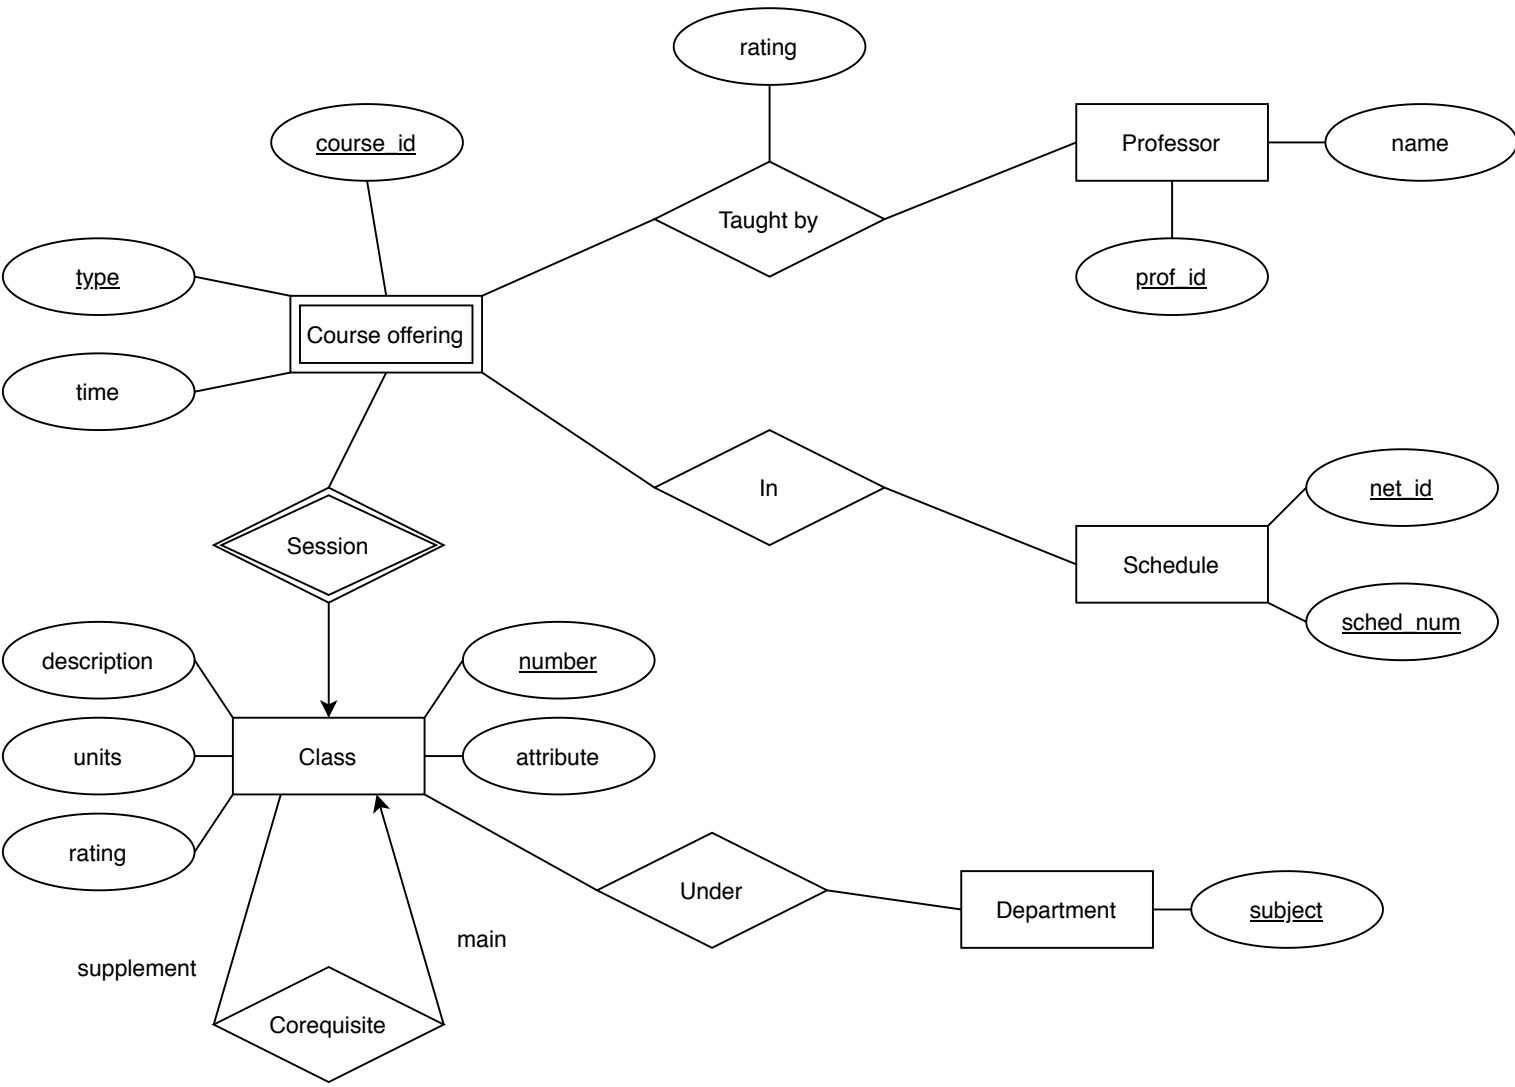 rating
course_id
Professor
name
Taught by
type
prof_id
Course offering
time
In
net_id
Session
Schedule
sched_num
description
number
units
Class
attribute
rating
Under
Department
subject
main
supplement
Corequisite